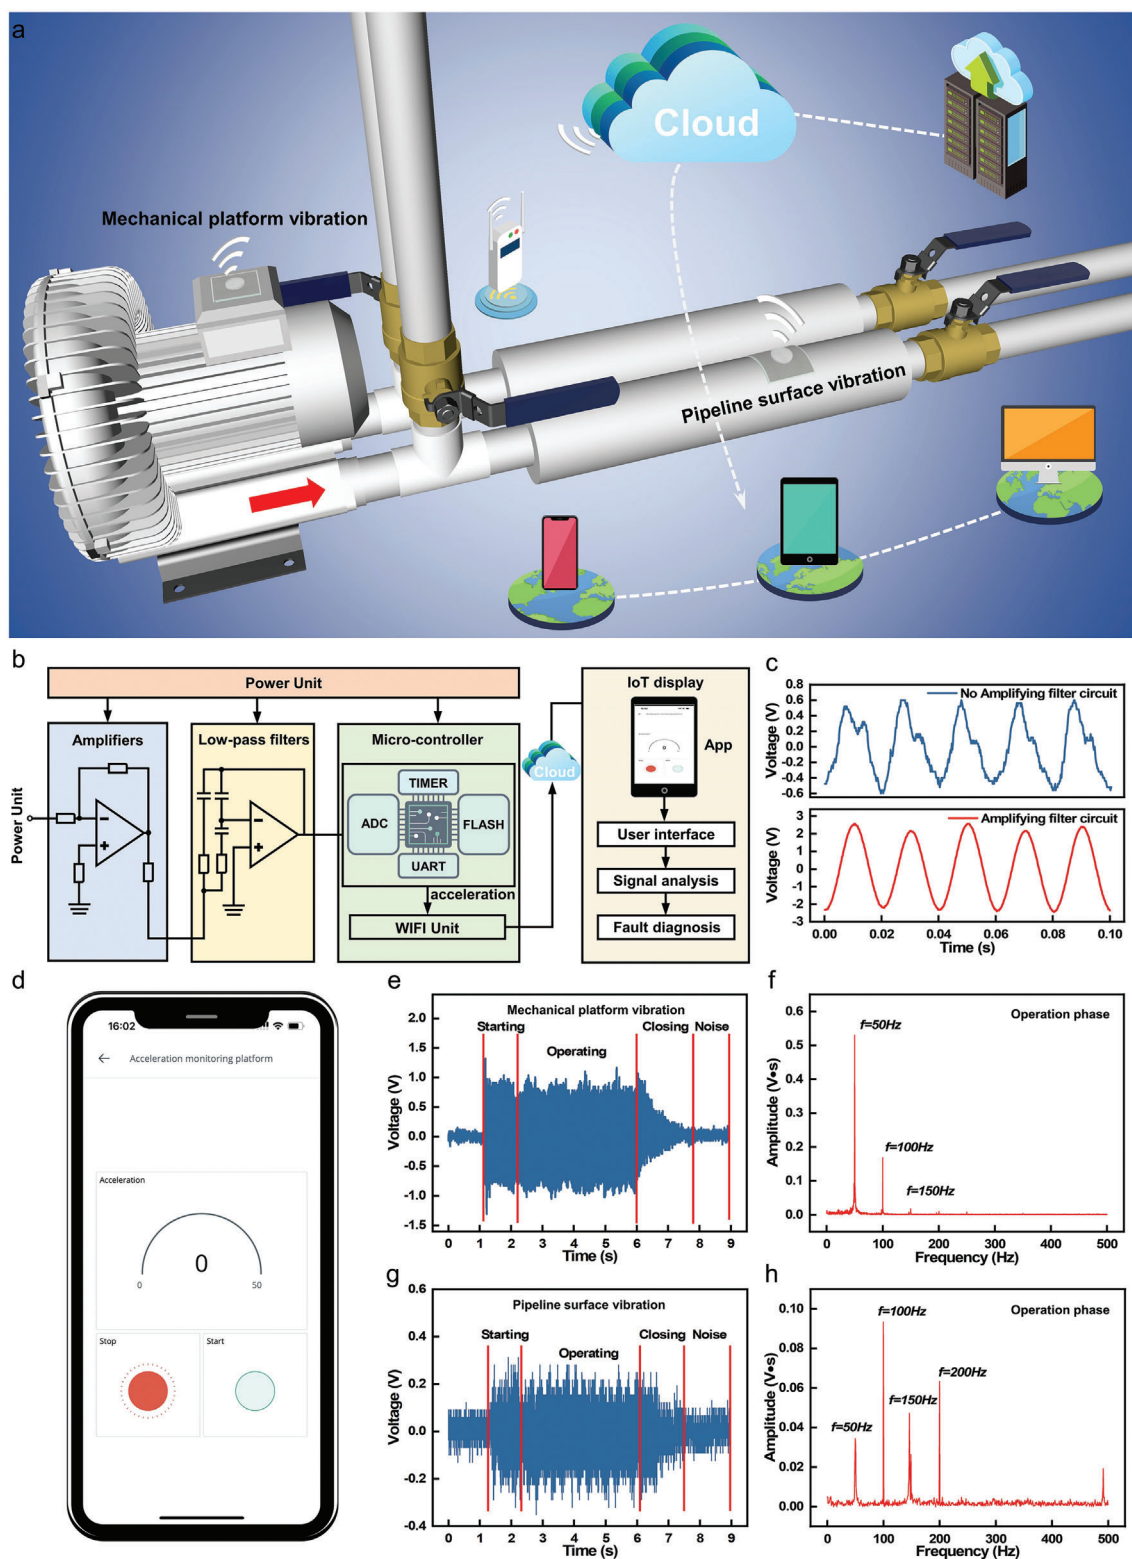 a
Cloud
Mechanical platform vibration
Pipeline surface vibration
b
Power Unit
Amplifiers
Low-pass filters
Micro-controller
TIMER
ADC
FLASH
UART
acceleration
WIFI Unit
Power Unit
Cloud
IoT display
App
User interface
Signal analysis
Fault diagnosis
c
No Amplifying filter circuit
Voltage (V)
0.6
0.3
0.0
-0.4
-0.6
Amplifying filter circuit
Voltage (V)
3
2
1
0
-1
-2
-3
0.00 0.02 0.04 0.06 0.08 0.10
Time (s)
d
16:02
Acceleration monitoring platform
Acceleration
0
0 50
Stop
Start
e
Mechanical platform vibration
Starting
Operating
Closing
Noise
Voltage (V)
2.0
1.5
1.0
0.5
0.0
-0.5
-1.0
-1.5
0 1 2 3 4 5 6 7 8 9
Time (s)
f
Operation phase
f=50Hz
f=100Hz
f=150Hz
Amplitude (V•s)
0.6
0.5
0.4
0.3
0.2
0.1
0.0
0 100 200 300 400 500
Frequency (Hz)
g
Pipeline surface vibration
Starting
Operating
Closing
Noise
Voltage (V)
0.6
0.4
0.2
0.0
-0.2
-0.4
0 1 2 3 4 5 6 7 8 9
Time (s)
h
Operation phase
f=100Hz
f=200Hz
f=150Hz
f=50Hz
Amplitude (V•s)
0.10
0.08
0.06
0.04
0.02
0.00
0 100 200 300 400 500
Frequency (Hz)